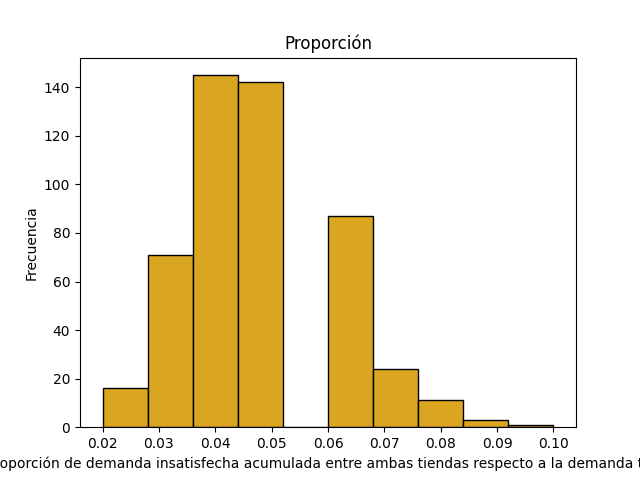 Proporción
Frecuencia
140
120
100
80
60
40
20
0
0.02 0.03 0.04 0.05 0.06 0.07 0.08 0.09 0.10
oporción de demanda insatisfecha acumulada entre ambas tiendas respecto a la demanda t